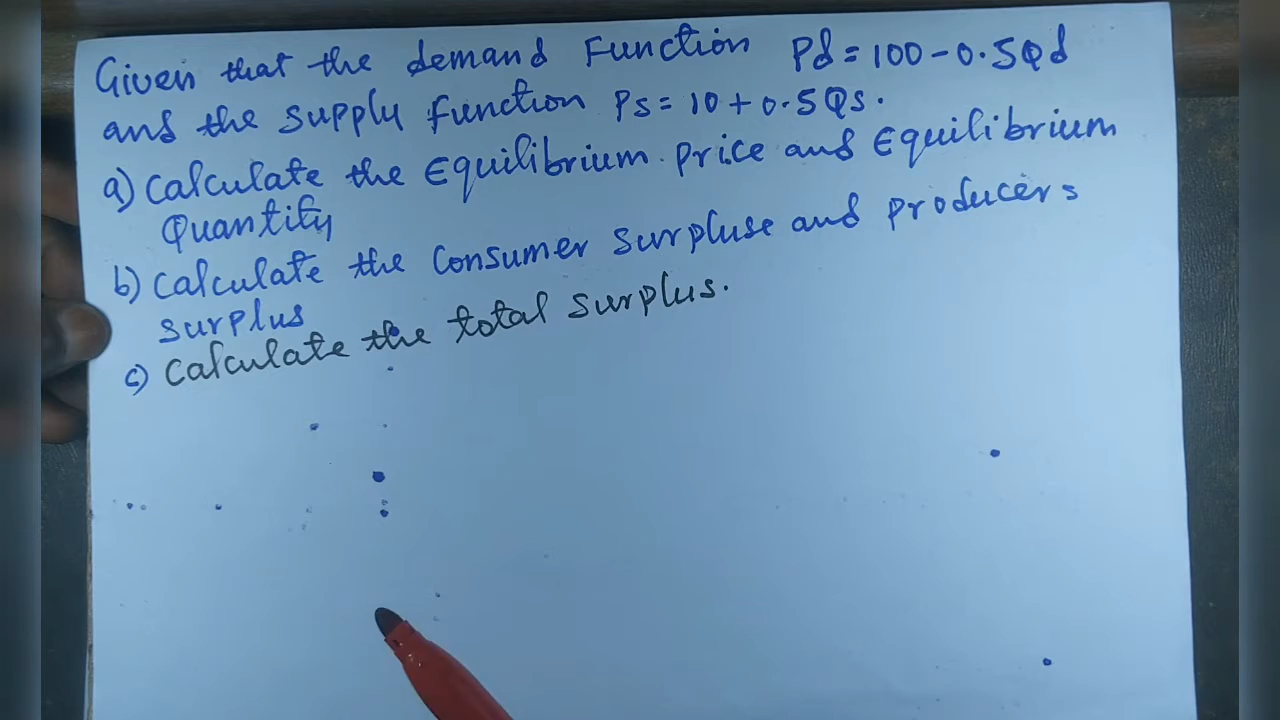 Given that the demand Function Pd = 100 - 0.5Qd
and the supply function Ps = 10 + 0.5Qs.
a) Calculate the Equilibrium price and Equilibrium
Quantity
b) Calculate the Consumer surpluse and producers
surplus
c) Calculate the total surplus.